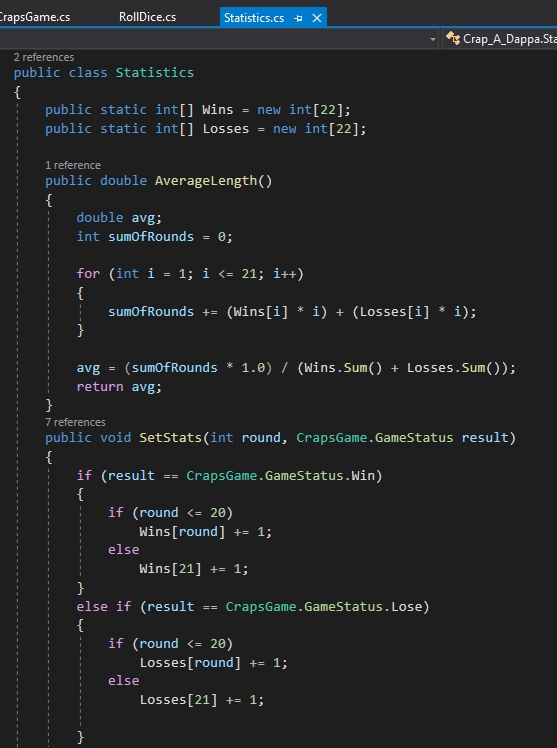 CrapsGame.cs RollDice.cs Statistics.cs
Crap_A_Dappa.Sta
2 references
public class Statistics
{
public static int[] Wins = new int[22];
public static int[] Losses = new int[22];
1 reference
public double AverageLength()
{
double avg;
int sumOfRounds = 0;
for (int i = 1; i <= 21; i++)
{
sumOfRounds += (Wins[i] * i) + (Losses[i] * i);
}
avg = (sumOfRounds * 1.0) / (Wins.Sum() + Losses.Sum());
return avg;
}
7 references
public void SetStats(int round, CrapsGame.GameStatus result)
{
if (result == CrapsGame.GameStatus.Win)
{
if (round <= 20)
Wins[round] += 1;
else
Wins[21] += 1;
}
else if (result == CrapsGame.GameStatus.Lose)
{
if (round <= 20)
Losses[round] += 1;
else
Losses[21] += 1;
}